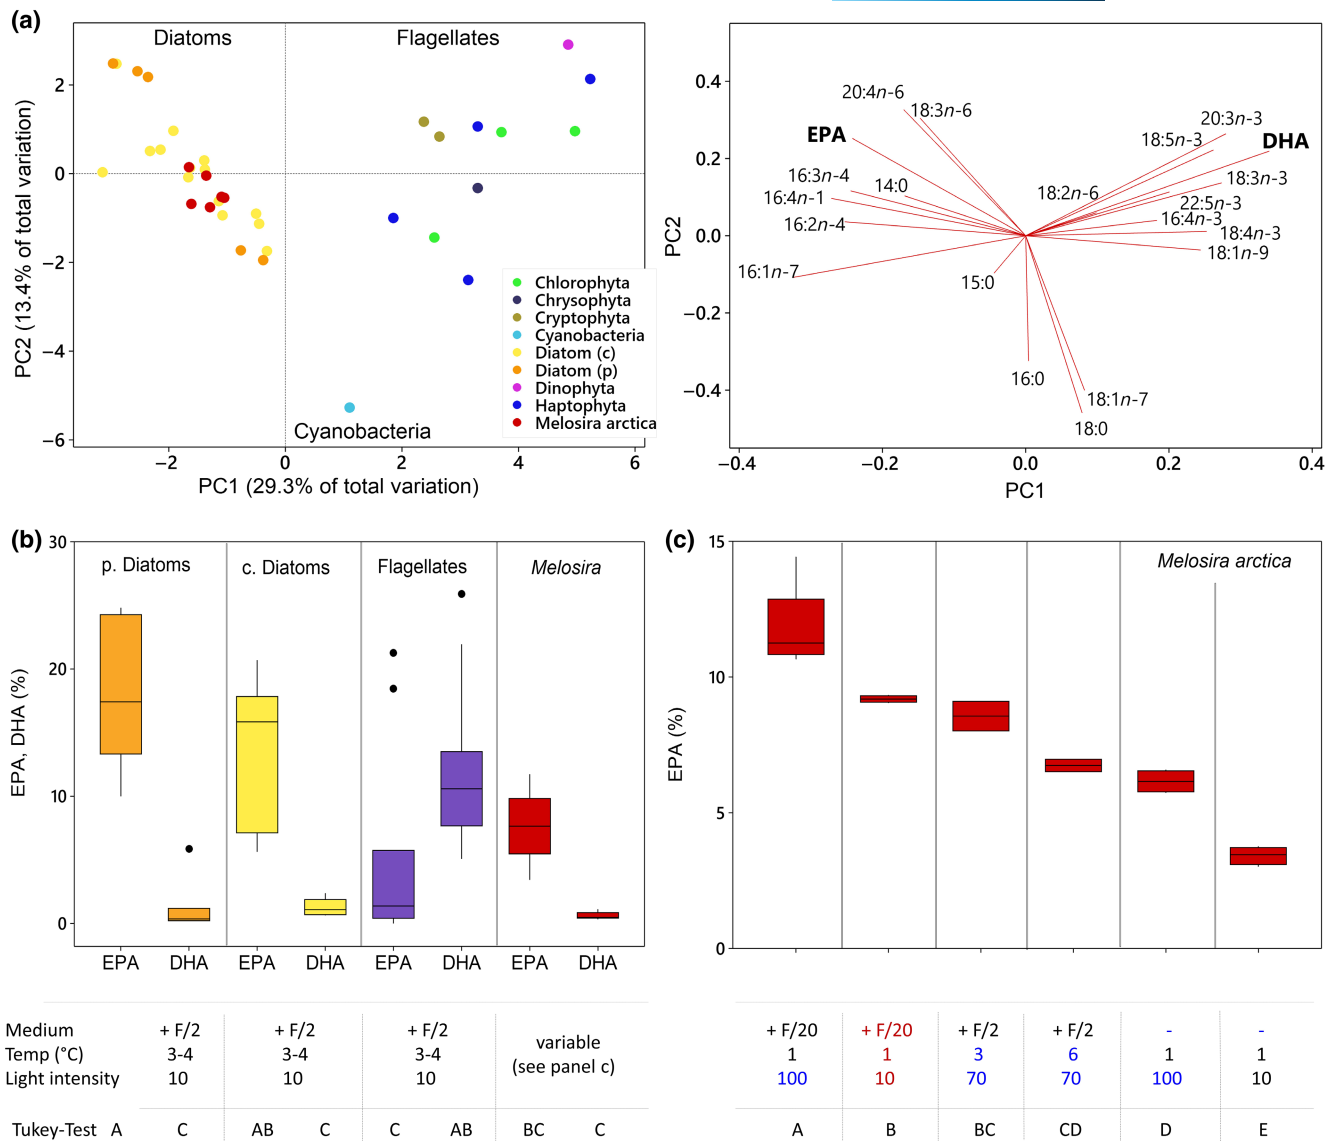 (a)
Diatoms
Flagellates
Cyanobacteria
PC2 (13.4% of total variation)
2
0
−2
−4
−6
−2
0
2
4
6
PC1 (29.3% of total variation)
Chlorophyta
Chrysophyta
Cryptophyta
Cyanobacteria
Diatom (c)
Diatom (p)
Dinophyta
Haptophyta
Melosira arctica
PC2
0.4
0.2
0.0
−0.2
−0.4
−0.4
−0.2
0.0
0.2
0.4
PC1
20:4n-6
18:3n-6
EPA
16:3n-4
14:0
16:4n-1
16:2n-4
16:1n-7
15:0
16:0
18:1n-7
18:0
20:3n-3
18:5n-3
DHA
18:2n-6
18:3n-3
22:5n-3
16:4n-3
18:4n-3
18:1n-9
(b)
EPA, DHA (%)
30
20
10
0
p. Diatoms
c. Diatoms
Flagellates
Melosira
EPA DHA EPA DHA EPA DHA EPA DHA
Medium + F/2 + F/2 + F/2
Temp (°C) 3-4 3-4 3-4
Light intensity 10 10 10
variable
(see panel c)
Tukey-Test A C AB C C AB BC C
(c)
EPA (%)
15
10
5
0
Melosira arctica
+ F/20 + F/20 + F/2 + F/2 - -
1 1 3 6 1 1
100 10 70 70 100 10
A B BC CD D E